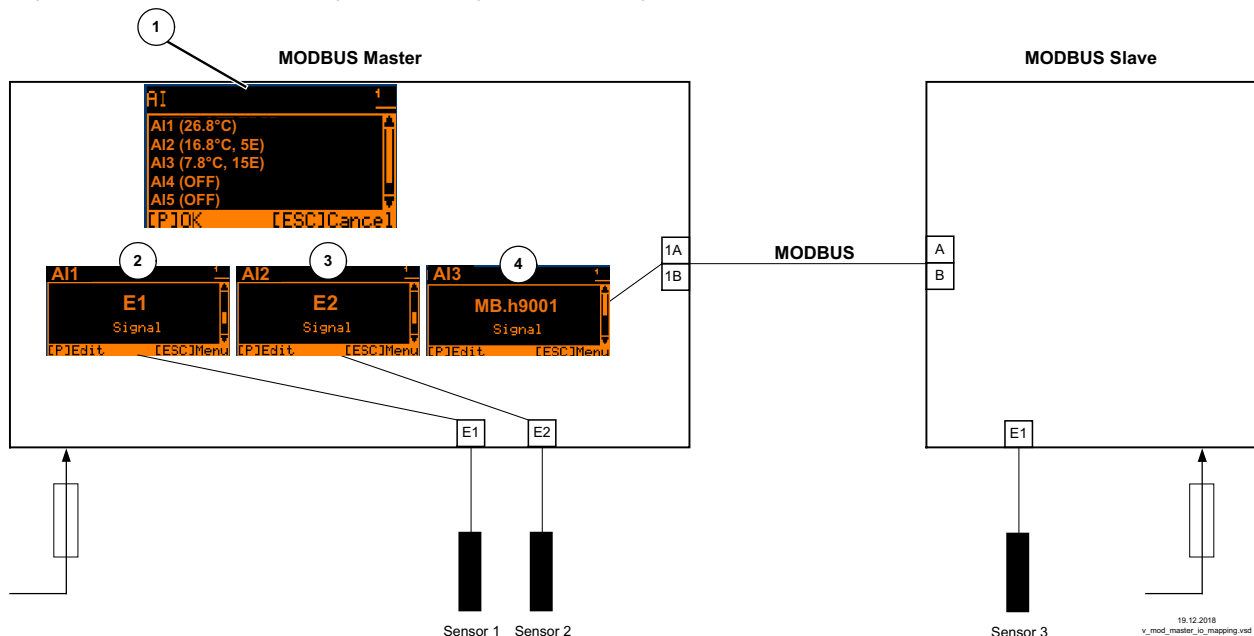 1
MODBUS Master
MODBUS Slave
AI 1
AI1 (26.8°C)
AI2 (16.8°C, 5E)
AI3 (7.8°C, 15E)
AI4 (OFF)
AI5 (OFF)
[P]OK [ESC]Cancel
2
3
4
AI1 1
E1
Signal
[P]Edit [ESC]Menu
AI2 1
E2
Signal
[P]Edit [ESC]Menu
AI3 1
MB.h9001
Signal
[P]Edit [ESC]Menu
1A
1B
MODBUS
A
B
E1
E2
E1
Sensor 1
Sensor 2
Sensor 3
19.12.2018
v_mod_master_io_mapping.vsd